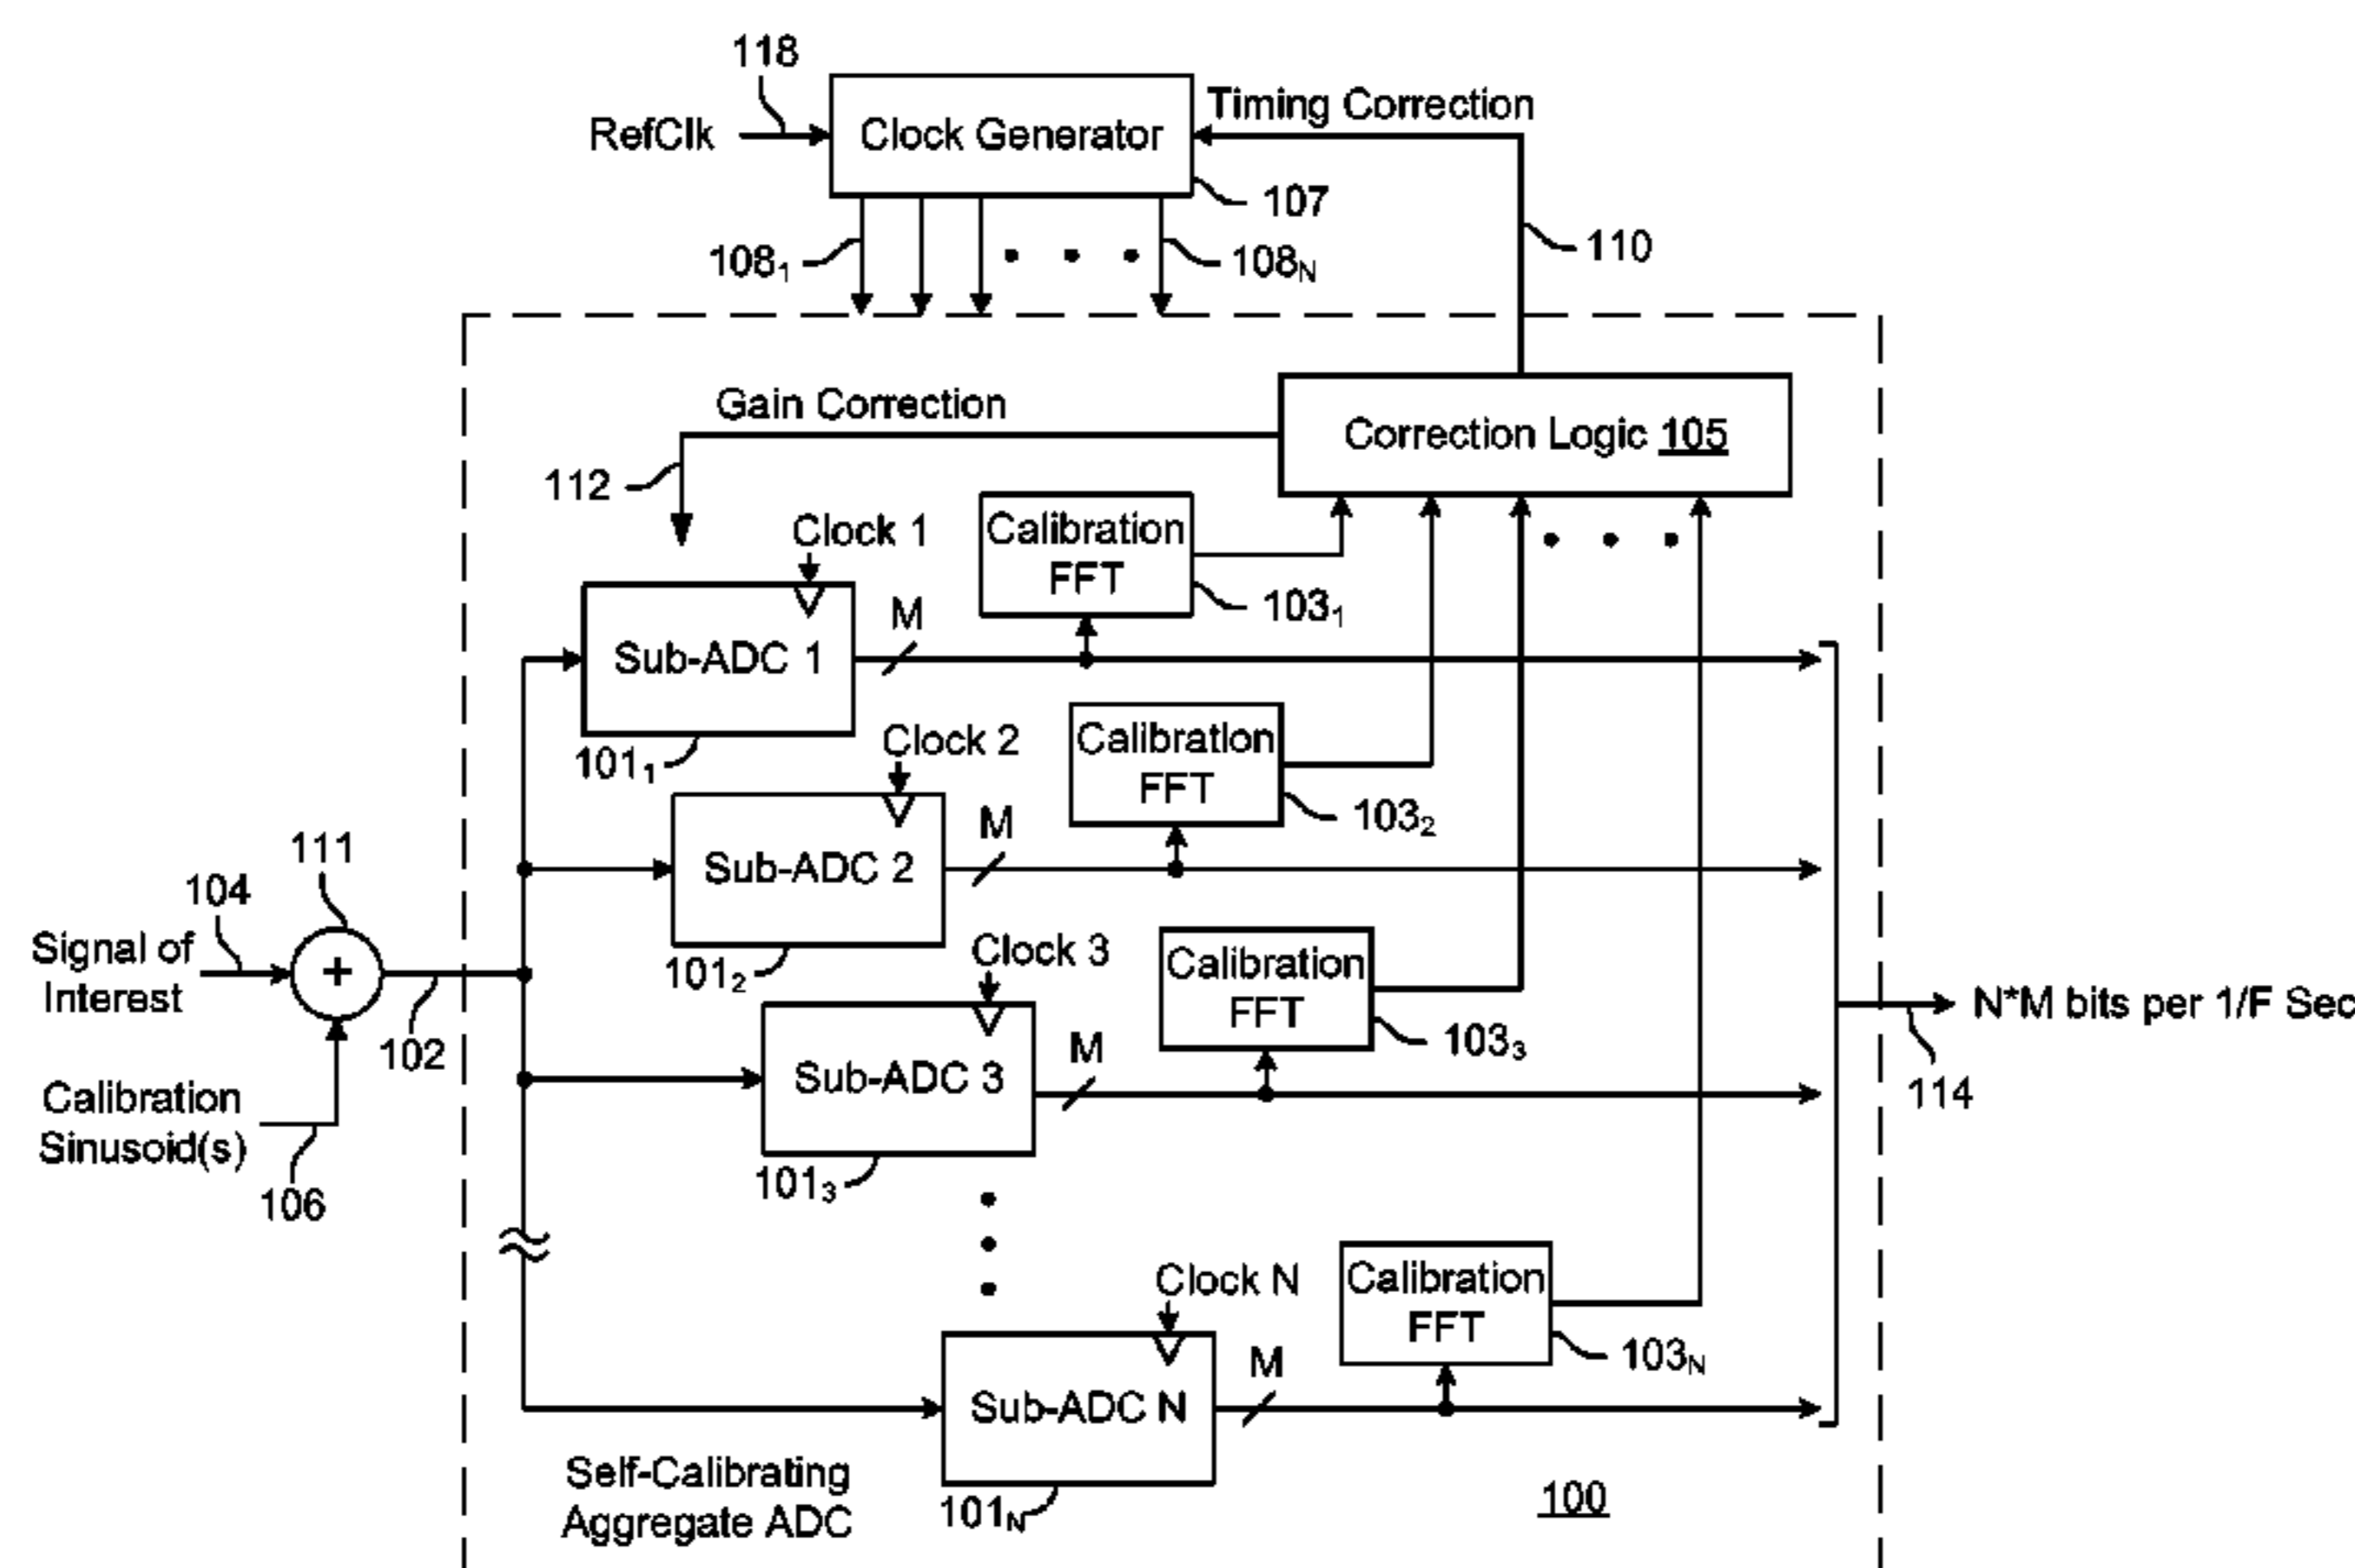 118
RefClk
Clock Generator
Timing Correction
107
108₁
108N
110
Gain Correction
112
Correction Logic 105
Clock 1
Calibration
FFT
103₁
M
Sub-ADC 1
101₁
Clock 2
Calibration
FFT
103₂
M
Sub-ADC 2
101₂
111
104
Signal of
Interest
102
Calibration
Sinusoid(s)
106
Clock 3
Calibration
FFT
103₃
M
Sub-ADC 3
101₃
N*M bits per 1/F Sec
114
Clock N
Calibration
FFT
103N
M
Sub-ADC N
101N
Self-Calibrating
Aggregate ADC
100
+